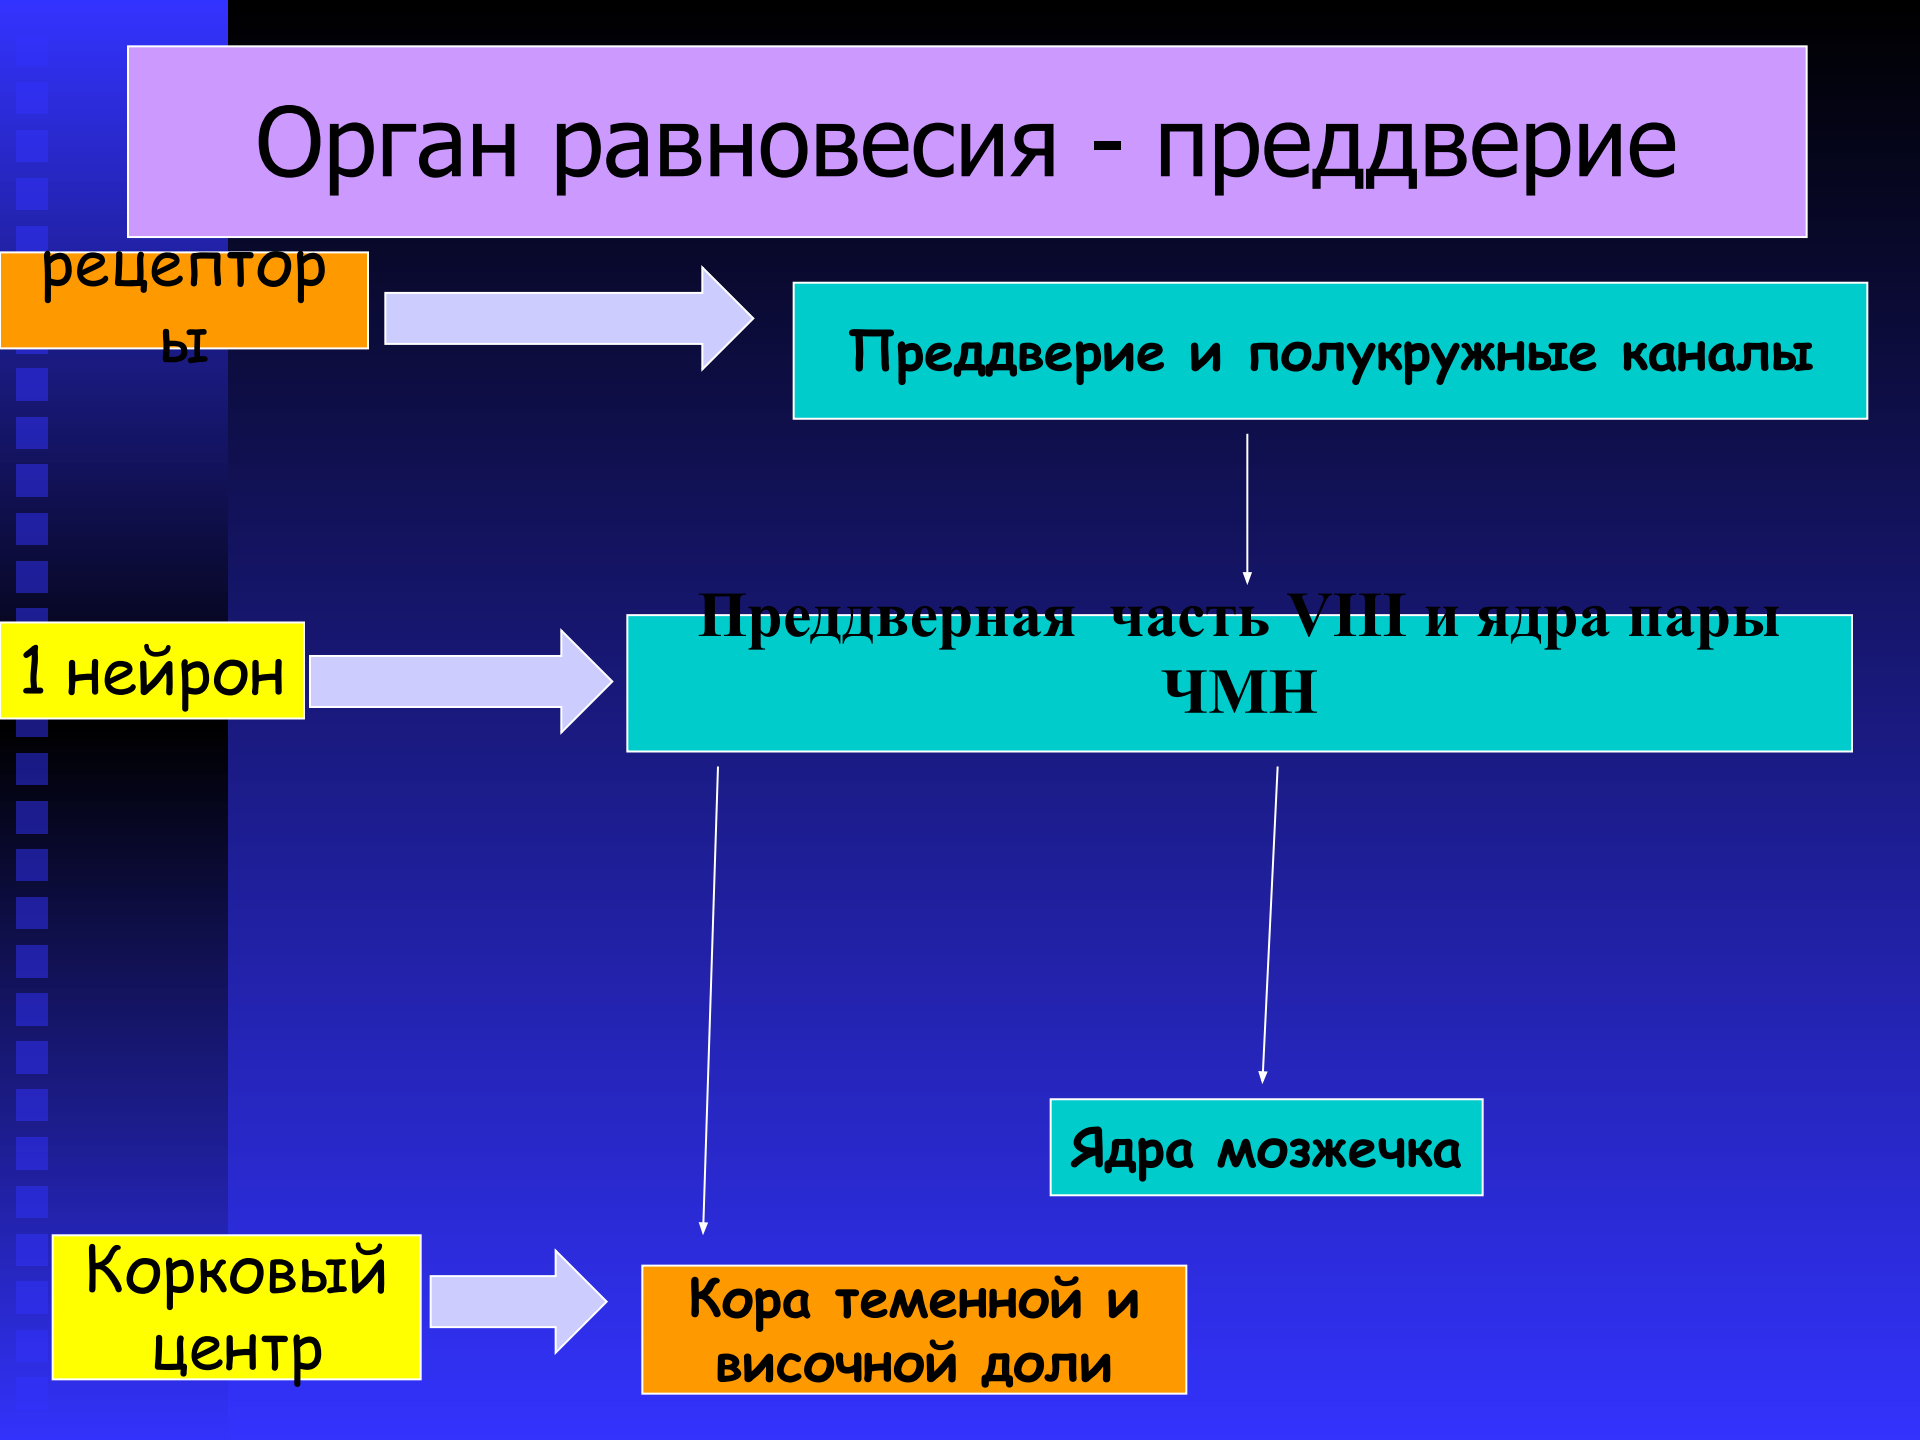 Орган равновесия - преддверие
рецептор
ы
Преддверие и полукружные каналы
Преддверная часть VIII и ядра пары
ЧМН
1 нейрон
Ядра мозжечка
Корковый
центр
Кора теменной и
височной доли